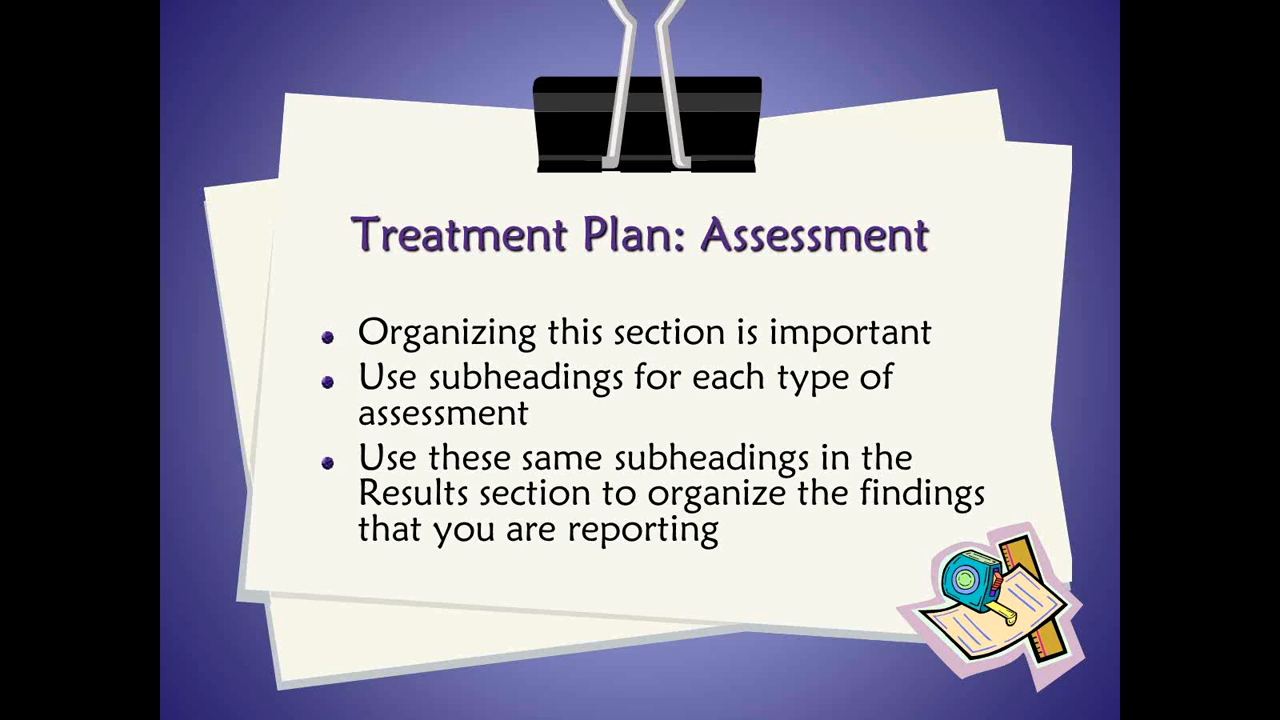 Treatment Plan: Assessment
Organizing this section is important
Use subheadings for each type of
assessment
Use these same subheadings in the
Results section to organize the findings
that you are reporting